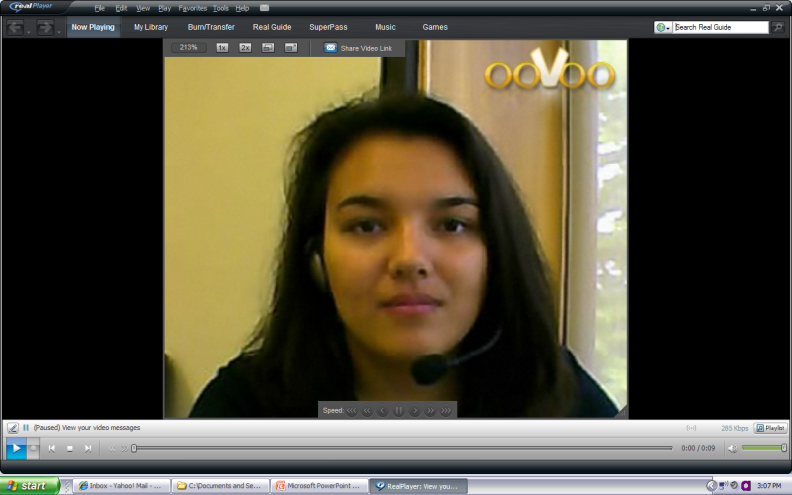 realPlayer File Edit View Play Favorites Tools Help
Now Playing My Library Burn/Transfer Real Guide SuperPass Music Games Search Real Guide
213% 1x 2x Share Video Link
ooVoo
Speed:
(Paused) View your video messages 285 Kbps Playlist
0:00 / 0:09
start Inbox - Yahoo! Mail - ... C:\Documents and Se... Microsoft PowerPoint ... RealPlayer: View you... 3:07 PM